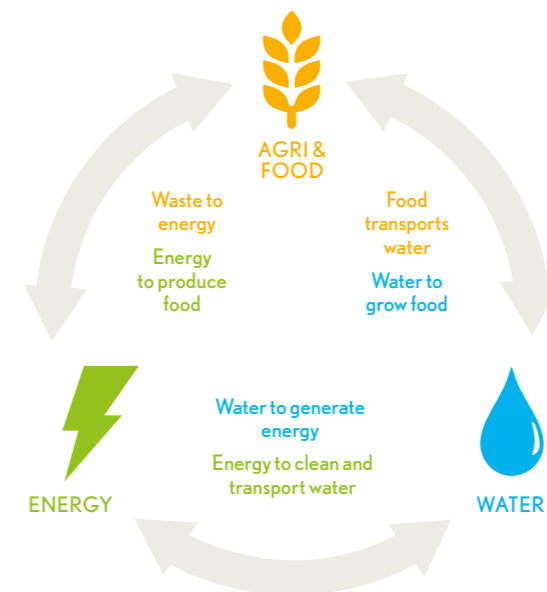 AGRI &
FOOD
Waste to
energy
Energy
to produce
food
Food
transports
water
Water to
grow food
Water to generate
energy
Energy to clean and
transport water
ENERGY
WATER